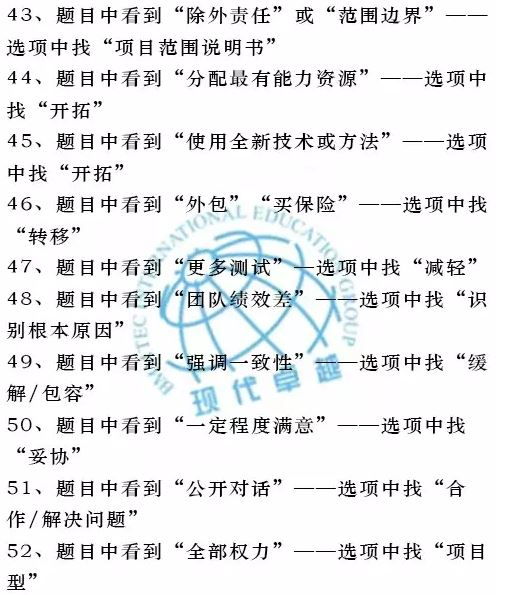 43、题目中看到“除外责任”或“范围边界”——
选项中找“项目范围说明书”
44、题目中看到“分配最有能力资源”——选项中
找“开拓”
45、题目中看到“使用全新技术或方法”——选项
中找“开拓”
46、题目中看到“外包”“买保险”——选项中找
“转移”
47、题目中看到“更多测试”—选项中找“减轻”
48、题目中看到“团队绩效差”——选项中找“识
别根本原因”
49、题目中看到“强调一致性”——选项中找“缓
解/包容”
50、题目中看到“一定程度满意”——选项中找
“妥协”
51、题目中看到“公开对话”——选项中找“合
作/解决问题”
52、题目中看到“全部权力”——选项中找“项目
型”
INTERNATIONAL EDUCATION GROUP
现代卓越